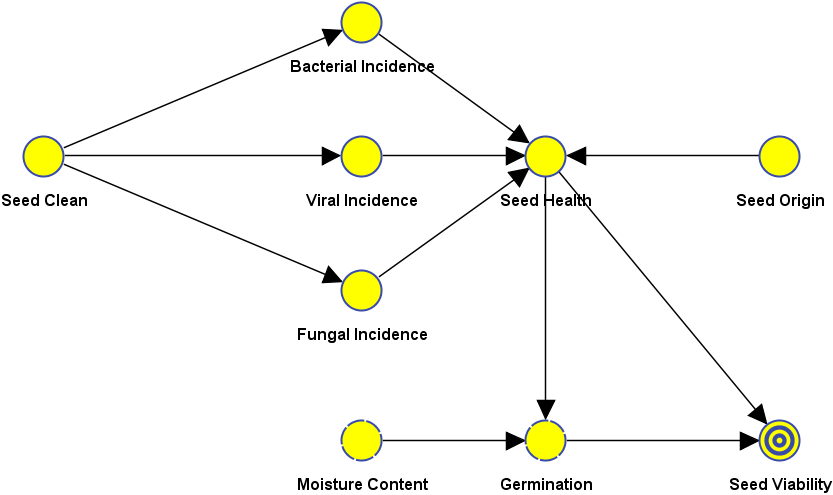 Bacterial Incidence
Seed Clean
Viral Incidence
Seed Health
Seed Origin
Fungal Incidence
Moisture Content
Germination
Seed Viability